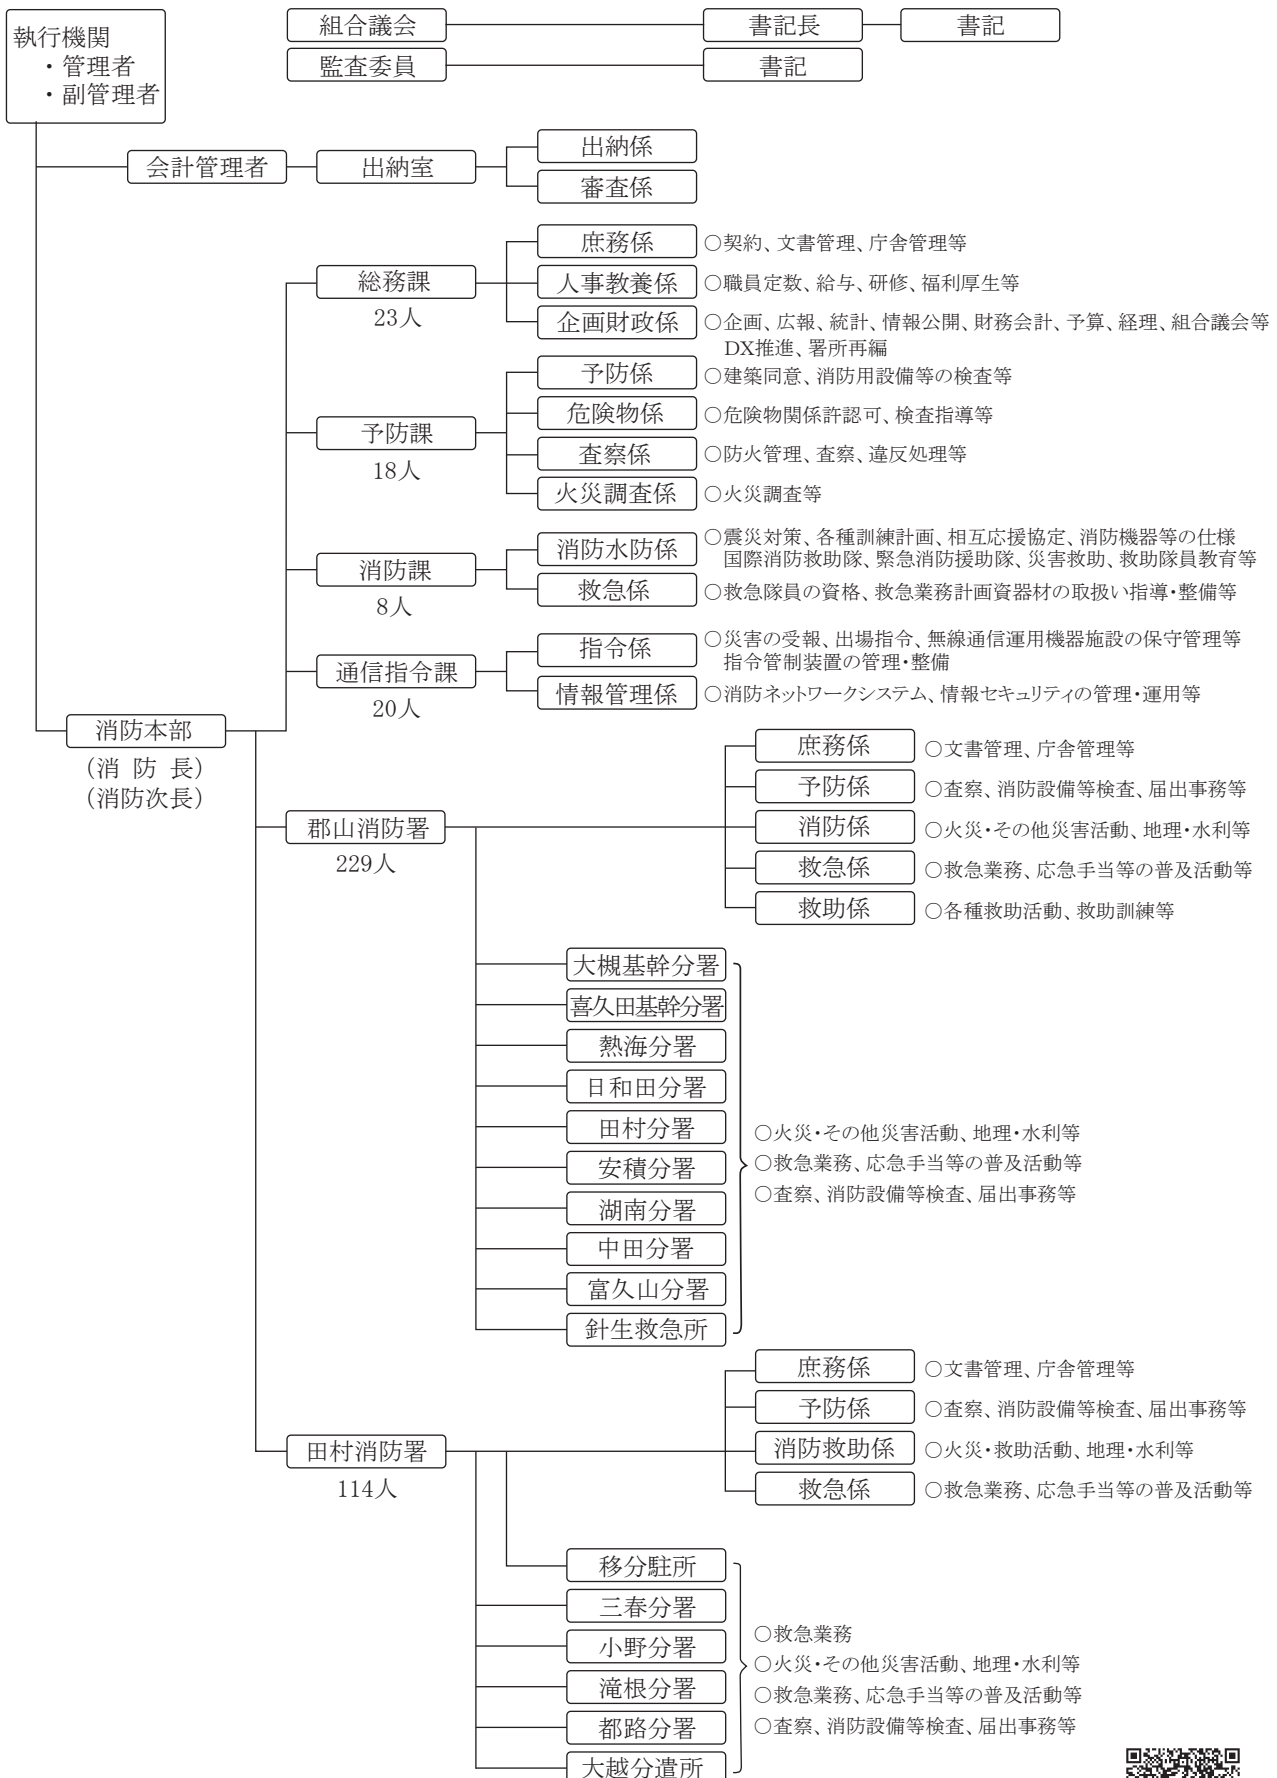 執行機関
・管理者
・副管理者
組合議会
書記長
書記
監査委員
書記
会計管理者
出納室
出納係
審査係
総務課
23人
庶務係
○契約、文書管理、庁舎管理等
人事教養係
○職員定数、給与、研修、福利厚生等
企画財政係
○企画、広報、統計、情報公開、財務会計、予算、経理、組合議会等
DX推進、署所再編
予防課
18人
予防係
○建築同意、消防用設備等の検査等
危険物係
○危険物関係許認可、検査指導等
査察係
○防火管理、査察、違反処理等
火災調査係
○火災調査等
消防課
8人
消防水防係
○震災対策、各種訓練計画、相互応援協定、消防機器等の仕様
国際消防救助隊、緊急消防援助隊、災害救助、救助隊員教育等
救急係
○救急隊員の資格、救急業務計画資器材の取扱い指導・整備等
通信指令課
20人
指令係
○災害の受報、出場指令、無線通信運用機器施設の保守管理等
指令管制装置の管理・整備
情報管理係
○消防ネットワークシステム、情報セキュリティの管理・運用等
消防本部
（消 防 長）
（消防次長）
郡山消防署
229人
庶務係
○文書管理、庁舎管理等
予防係
○査察、消防設備等検査、届出事務等
消防係
○火災・その他災害活動、地理・水利等
救急係
○救急業務、応急手当等の普及活動等
救助係
○各種救助活動、救助訓練等
大槻基幹分署
喜久田基幹分署
熱海分署
日和田分署
田村分署
安積分署
湖南分署
中田分署
富久山分署
針生救急所
○火災・その他災害活動、地理・水利等
○救急業務、応急手当等の普及活動等
○査察、消防設備等検査、届出事務等
田村消防署
114人
庶務係
○文書管理、庁舎管理等
予防係
○査察、消防設備等検査、届出事務等
消防救助係
○火災・救助活動、地理・水利等
救急係
○救急業務、応急手当等の普及活動等
移分駐所
三春分署
小野分署
滝根分署
都路分署
大越分遣所
○救急業務
○火災・その他災害活動、地理・水利等
○救急業務、応急手当等の普及活動等
○査察、消防設備等検査、届出事務等